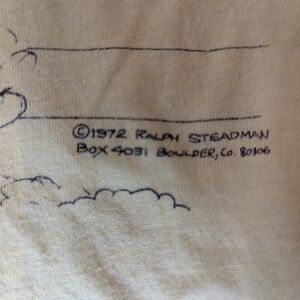 ©1972 RALPH STEADMAN
BOX 4031 BOULDER, CO. 80306